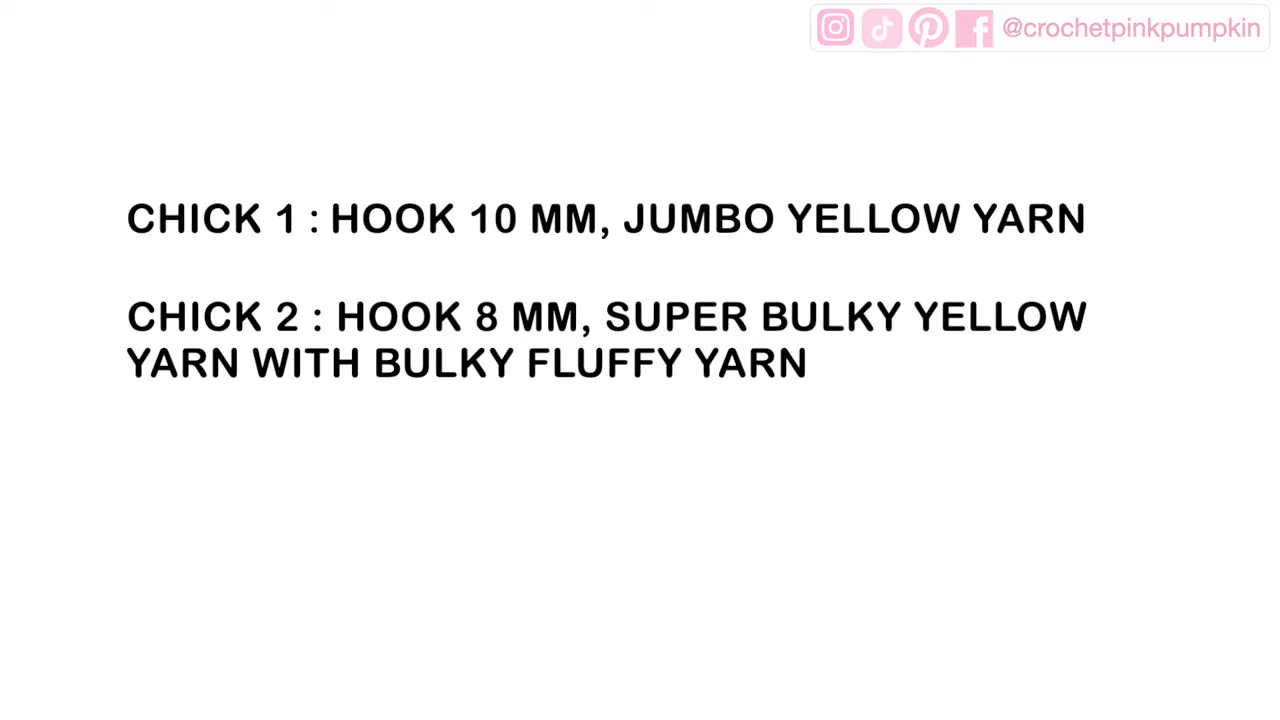 @crochetpinkpumpkin
CHICK 1 : HOOK 10 MM, JUMBO YELLOW YARN
CHICK 2 : HOOK 8 MM, SUPER BULKY YELLOW
YARN WITH BULKY FLUFFY YARN